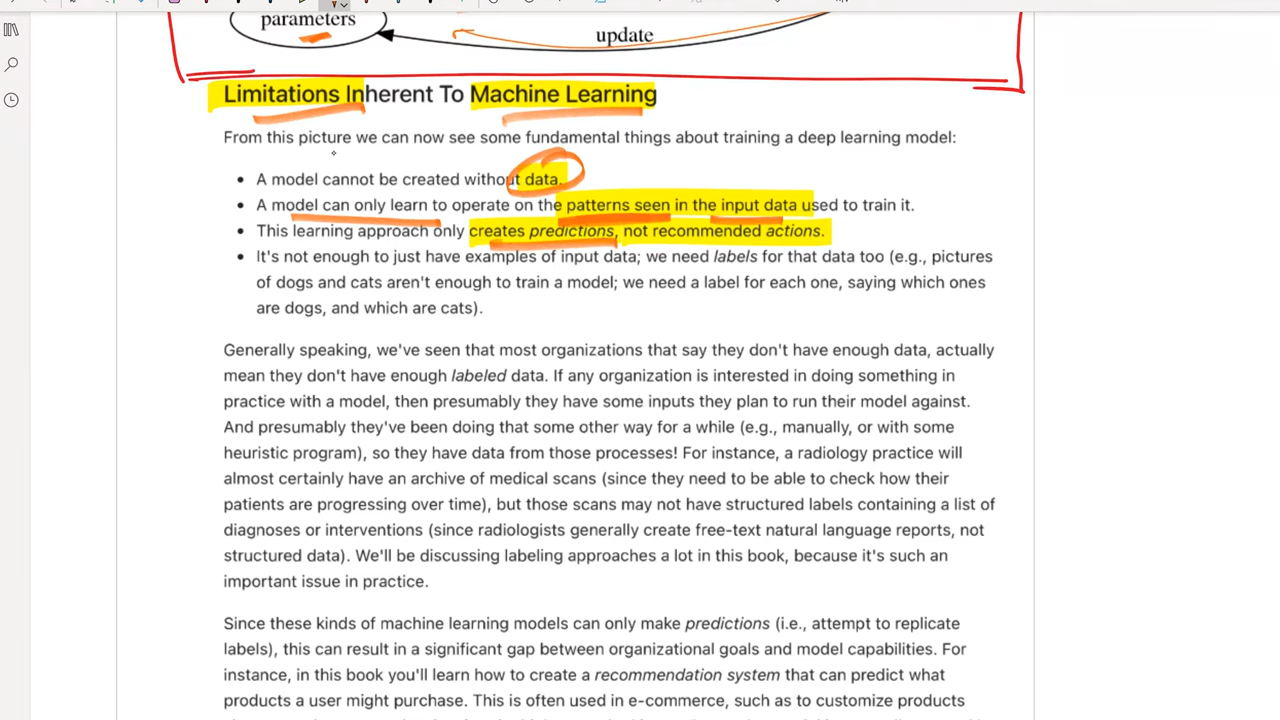 parameters
update
Limitations Inherent To Machine Learning
From this picture we can now see some fundamental things about training a deep learning model:
• A model cannot be created without data.
• A model can only learn to operate on the patterns seen in the input data used to train it.
• This learning approach only creates predictions, not recommended actions.
• It's not enough to just have examples of input data; we need labels for that data too (e.g., pictures
of dogs and cats aren't enough to train a model; we need a label for each one, saying which ones
are dogs, and which are cats).
Generally speaking, we've seen that most organizations that say they don't have enough data, actually
mean they don't have enough labeled data. If any organization is interested in doing something in
practice with a model, then presumably they have some inputs they plan to run their model against.
And presumably they've been doing that some other way for a while (e.g., manually, or with some
heuristic program), so they have data from those processes! For instance, a radiology practice will
almost certainly have an archive of medical scans (since they need to be able to check how their
patients are progressing over time), but those scans may not have structured labels containing a list of
diagnoses or interventions (since radiologists generally create free-text natural language reports, not
structured data). We'll be discussing labeling approaches a lot in this book, because it's such an
important issue in practice.
Since these kinds of machine learning models can only make predictions (i.e., attempt to replicate
labels), this can result in a significant gap between organizational goals and model capabilities. For
instance, in this book you'll learn how to create a recommendation system that can predict what
products a user might purchase. This is often used in e-commerce, such as to customize products